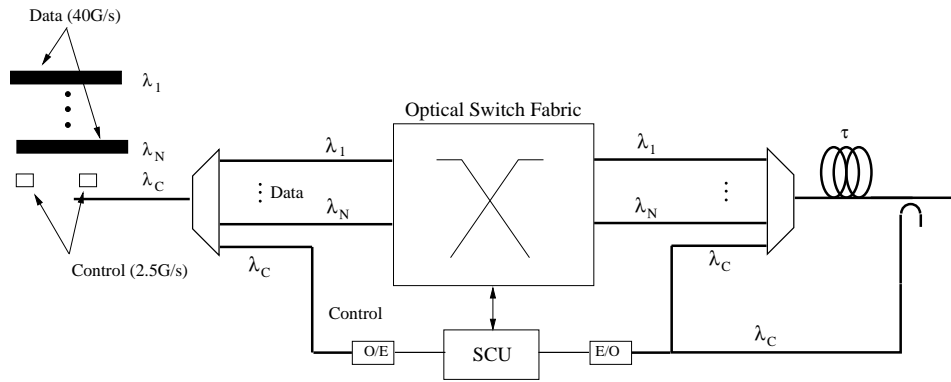 Data (40G/s)
λ1
λN
λC
Control (2.5G/s)
λ1
Data
λN
λC
Control
O/E
Optical Switch Fabric
SCU
E/O
λ1
λN
λC
λC
τ